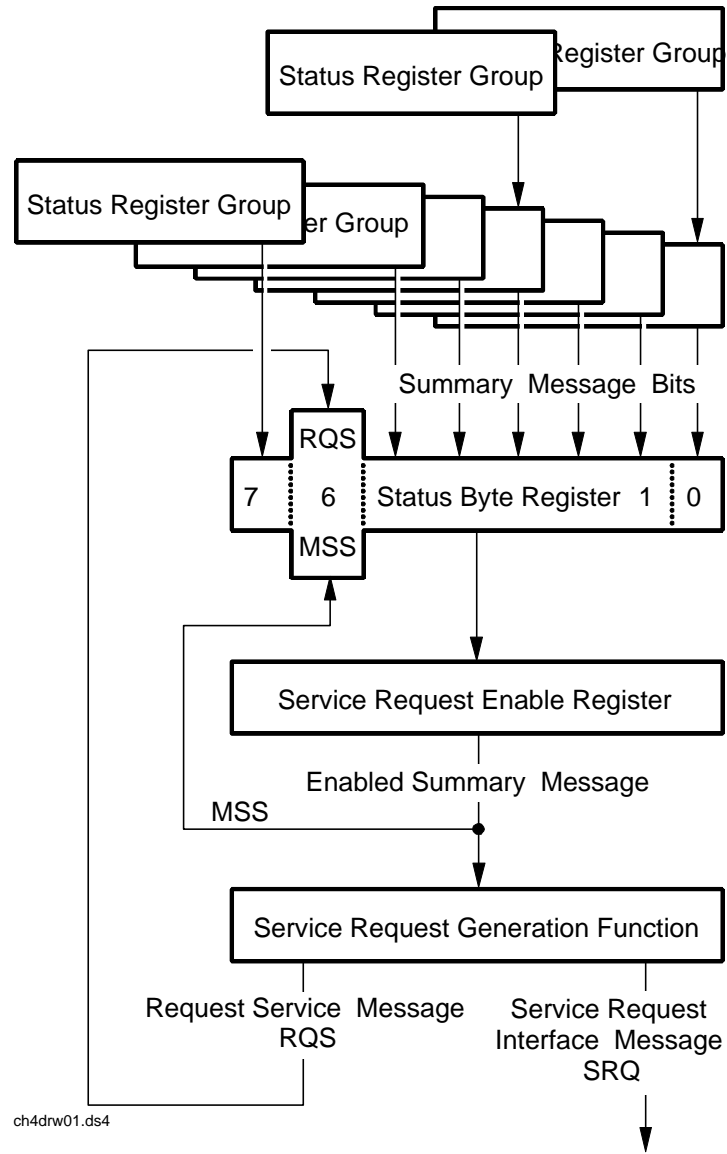 Register Group
Status Register Group
Status Register Group
er Group
Summary Message Bits
RQS
7 6 Status Byte Register 1 0
MSS
Service Request Enable Register
Enabled Summary Message
MSS
Service Request Generation Function
Request Service Message
RQS
Service Request
Interface Message
SRQ
ch4drw01.ds4